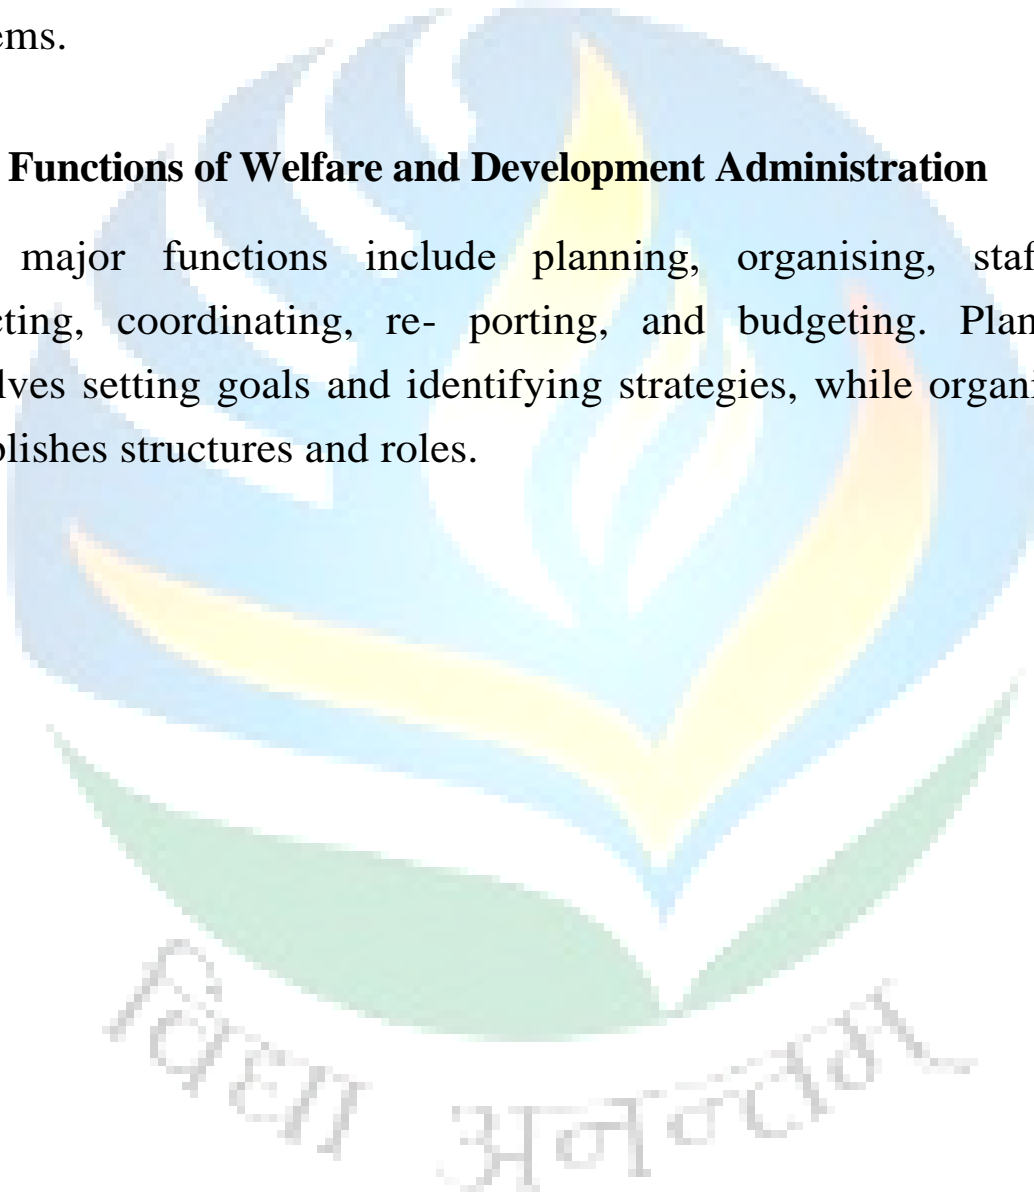 ems.
Functions of Welfare and Development Administration
major functions include planning, organising, staf
cting, coordinating, re- porting, and budgeting. Plan
lves setting goals and identifying strategies, while organi
blishes structures and roles.
विद्या अनन्तम्